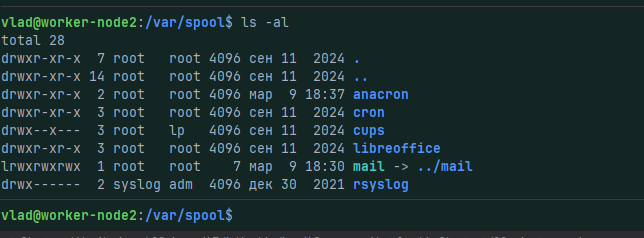 vlad@worker-node2:/var/spool$ ls -al
total 28
drwxr-xr-x  7 root   root 4096 сен 11  2024 .
drwxr-xr-x 14 root   root 4096 сен 11  2024 ..
drwxr-xr-x  2 root   root 4096 мар  9 18:37 anacron
drwxr-xr-x  3 root   root 4096 сен 11  2024 cron
drwx--x---  3 root   lp   4096 сен 11  2024 cups
drwxr-xr-x  3 root   root 4096 сен 11  2024 libreoffice
lrwxrwxrwx  1 root   root    7 мар  9 18:30 mail -> ../mail
drwx------  2 syslog adm  4096 дек 30  2021 rsyslog
vlad@worker-node2:/var/spool$